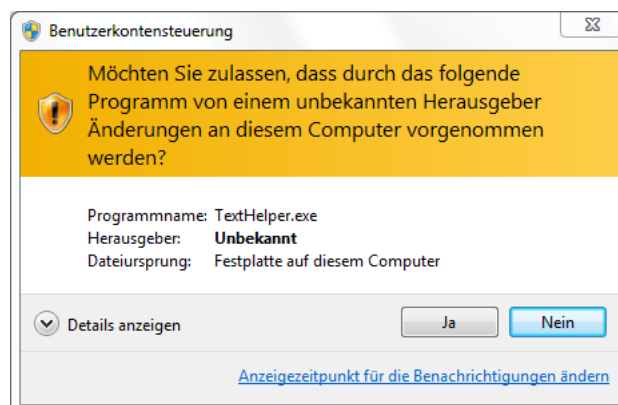 Benutzerkontensteuerung
Möchten Sie zulassen, dass durch das folgende
Programm von einem unbekannten Herausgeber
Änderungen an diesem Computer vorgenommen
werden?
Programmname: TextHelper.exe
Herausgeber: Unbekannt
Dateiursprung: Festplatte auf diesem Computer
Details anzeigen Ja Nein
Anzeigezeitpunkt für die Benachrichtigungen ändern